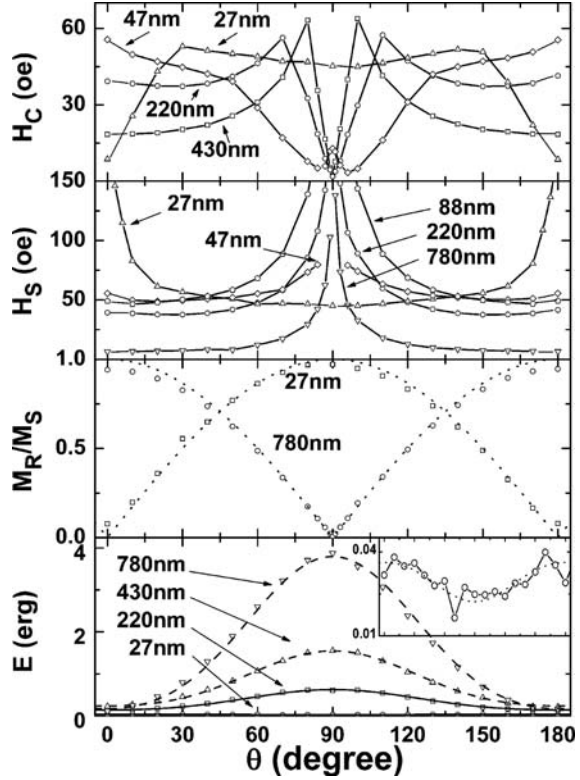 47nm
27nm
60
H_C (oe)
30
220nm
430nm
150
27nm
88nm
H_S (oe)
100
47nm
220nm
780nm
50
1.0
27nm
M_R/M_S
0.5
780nm
0.0
4
780nm
0.04
430nm
E (erg)
2
220nm
27nm
0.01
0
0 30 60 90 120 150 180
θ (degree)